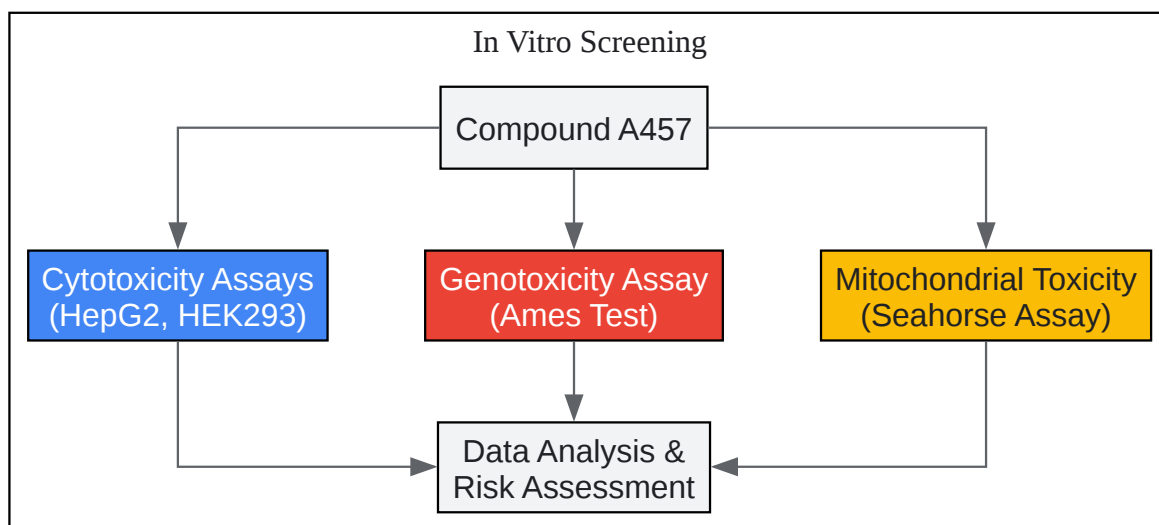 In Vitro Screening
Compound A457
Cytotoxicity Assays
(HepG2, HEK293)
Genotoxicity Assay
(Ames Test)
Mitochondrial Toxicity
(Seahorse Assay)
Data Analysis &
Risk Assessment